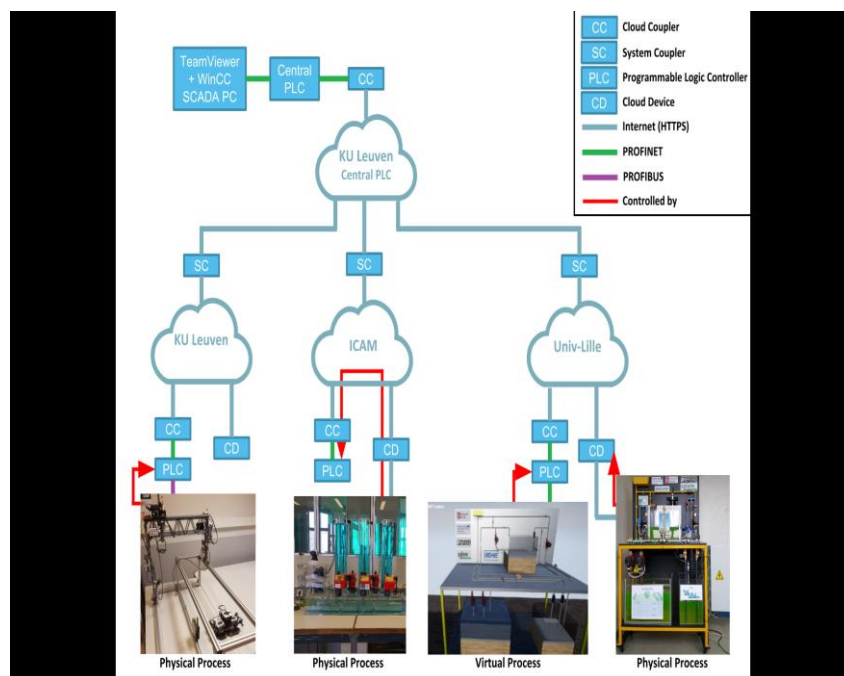 TeamViewer
+ WinCC
SCADA PC
Central
PLC
CC
CC
Cloud Coupler
SC
System Coupler
PLC
Programmable Logic Controller
CD
Cloud Device
Internet (HTTPS)
PROFINET
PROFIBUS
Controlled by
KU Leuven
Central PLC
SC
SC
SC
KU Leuven
ICAM
Univ-Lille
CC
CD
PLC
CC
CD
PLC
CC
CD
PLC
Physical Process
Physical Process
Virtual Process
Physical Process